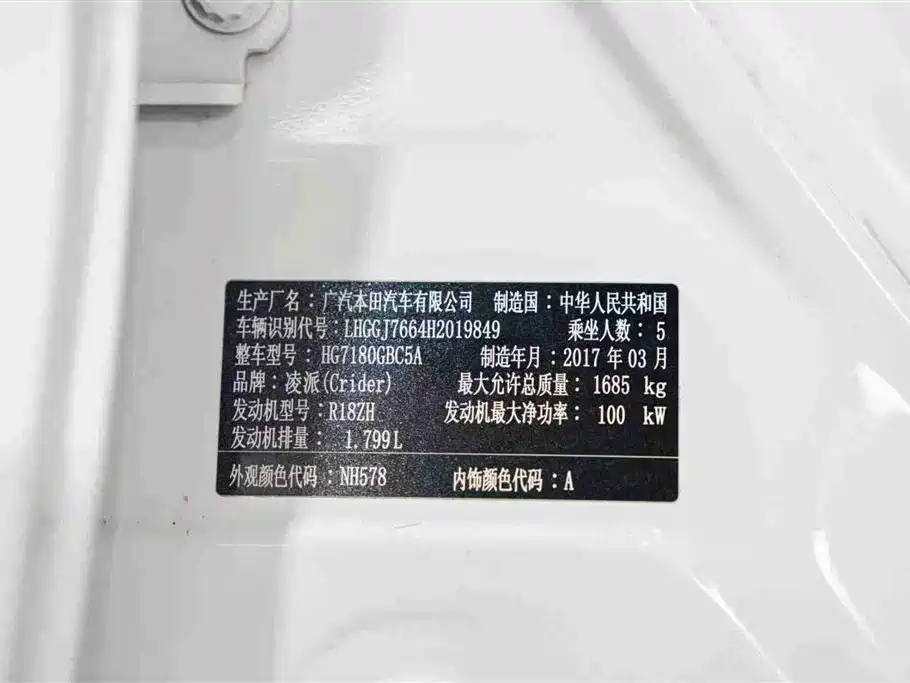 生产厂名：广汽本田汽车有限公司 制造国：中华人民共和国
车辆识别代号：LHGGJ7664H2019849 乘坐人数：5
整车型号：HG7180GBC5A 制造年月：2017 年 03 月
品牌：凌派(Crider) 最大允许总质量：1685 kg
发动机型号：R18ZH 发动机最大净功率：100 kW
发动机排量：1.799L
外观颜色代码：NH578 内饰颜色代码：A